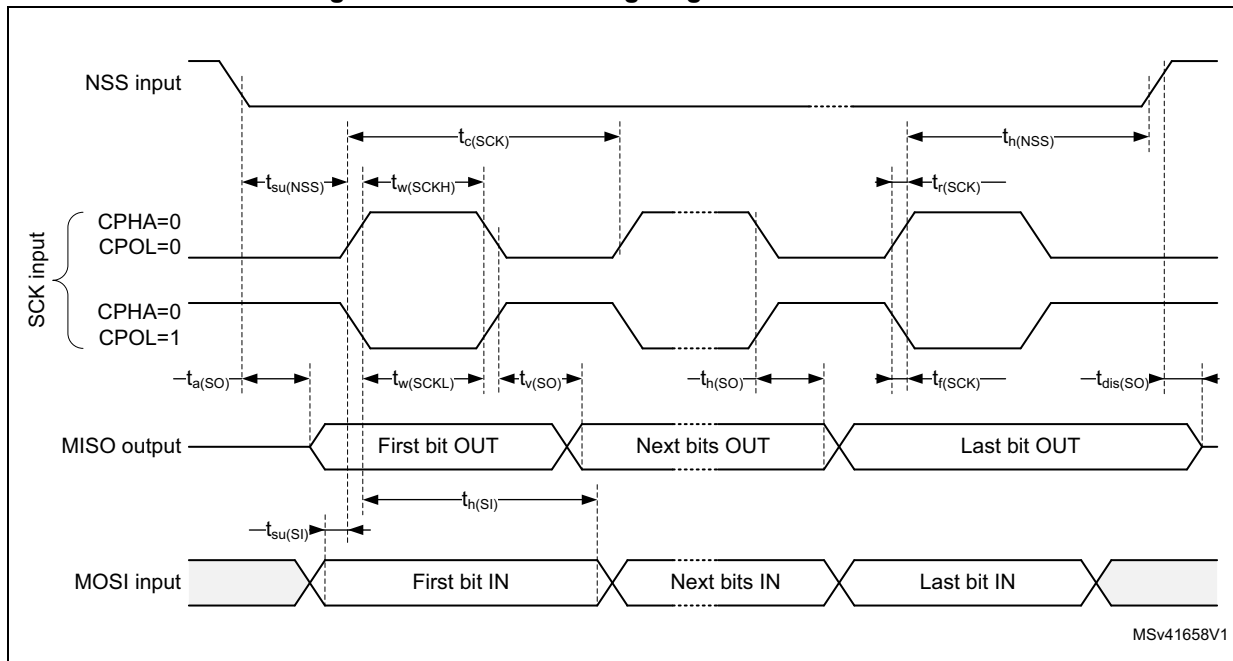 NSS input
tc(SCK)
th(NSS)
tsu(NSS)
tw(SCKH)
tr(SCK)
SCK input
CPHA=0
CPOL=0
CPHA=0
CPOL=1
ta(SO)
tw(SCKL)
tv(SO)
th(SO)
tf(SCK)
tdis(SO)
MISO output
First bit OUT
Next bits OUT
Last bit OUT
th(SI)
tsu(SI)
MOSI input
First bit IN
Next bits IN
Last bit IN
MSv41658V1